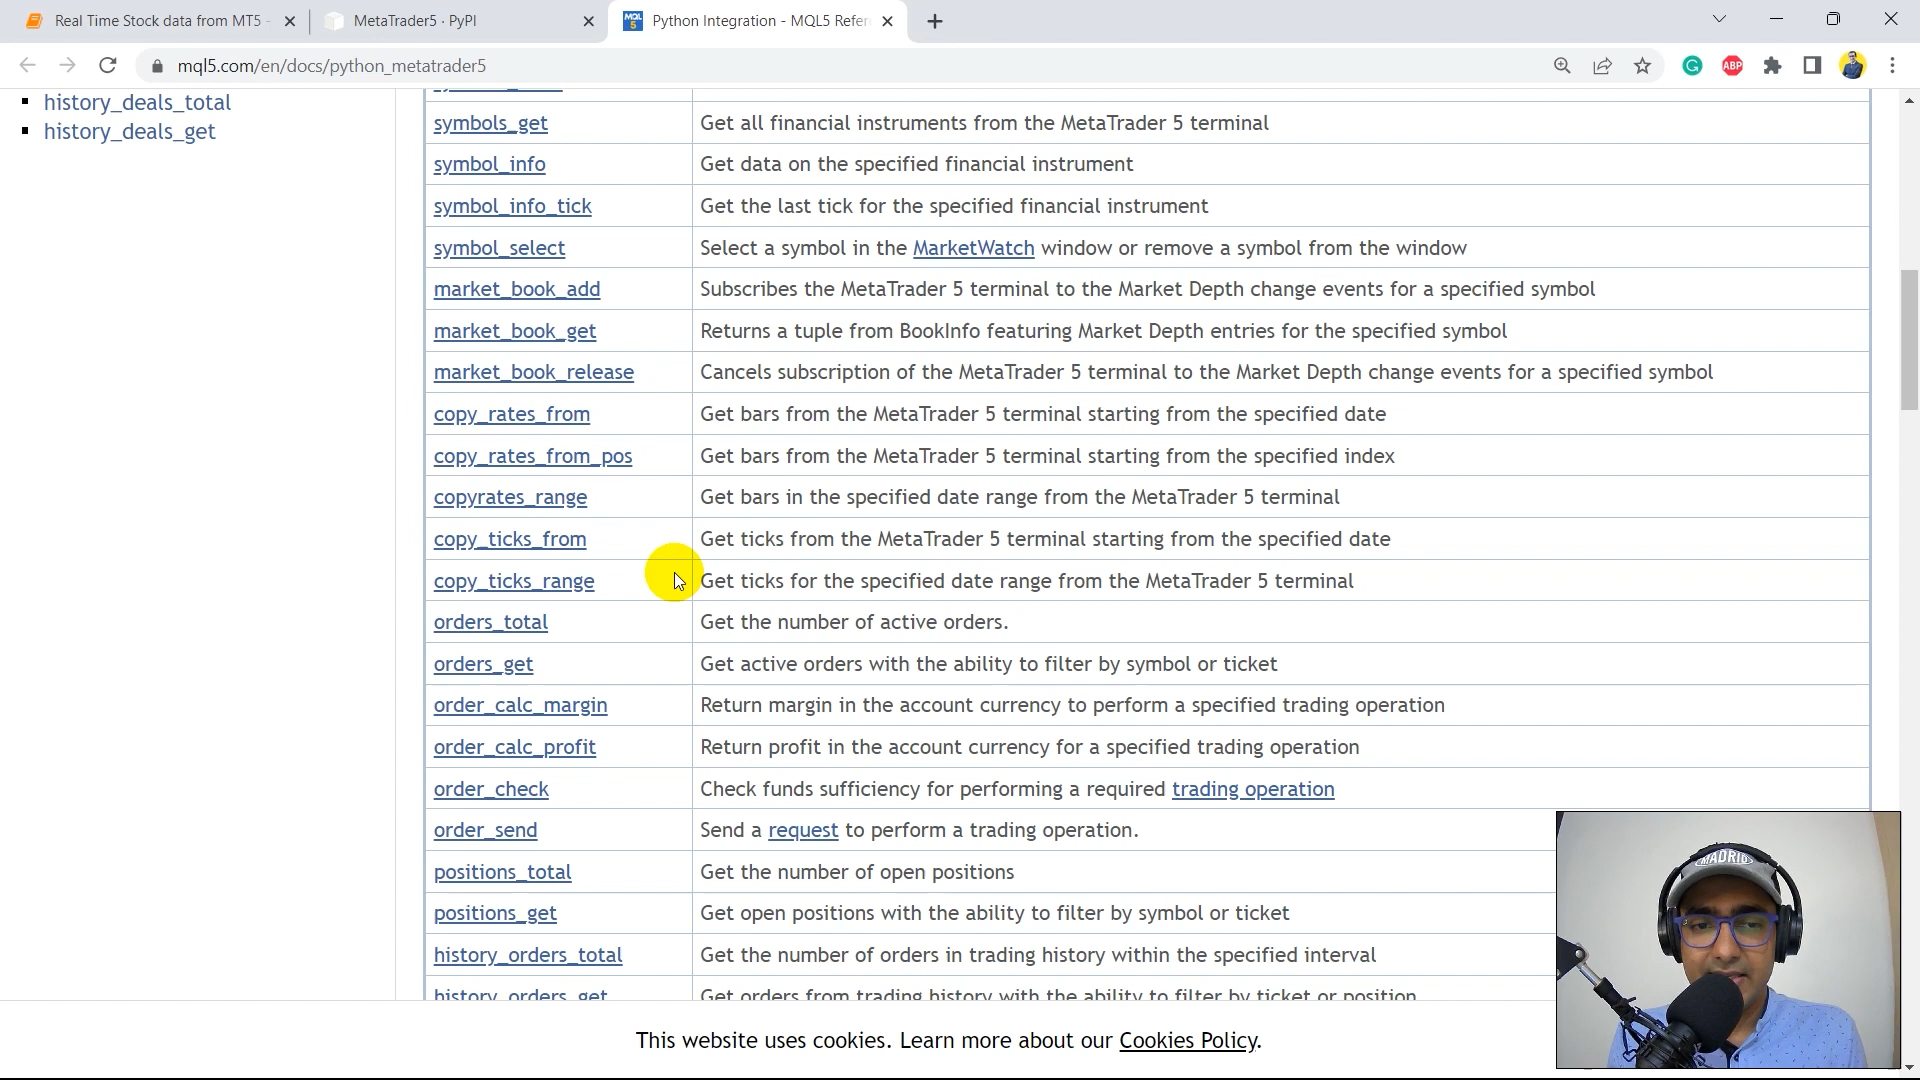 Real Time Stock data from MT5 -
MetaTrader5 · PyPI
Python Integration - MQL5 Refer
mql5.com/en/docs/python_metatrader5
history_deals_total
history_deals_get
symbols_get Get all financial instruments from the MetaTrader 5 terminal
symbol_info Get data on the specified financial instrument
symbol_info_tick Get the last tick for the specified financial instrument
symbol_select Select a symbol in the MarketWatch window or remove a symbol from the window
market_book_add Subscribes the MetaTrader 5 terminal to the Market Depth change events for a specified symbol
market_book_get Returns a tuple from BookInfo featuring Market Depth entries for the specified symbol
market_book_release Cancels subscription of the MetaTrader 5 terminal to the Market Depth change events for a specified symbol
copy_rates_from Get bars from the MetaTrader 5 terminal starting from the specified date
copy_rates_from_pos Get bars from the MetaTrader 5 terminal starting from the specified index
copyrates_range Get bars in the specified date range from the MetaTrader 5 terminal
copy_ticks_from Get ticks from the MetaTrader 5 terminal starting from the specified date
copy_ticks_range Get ticks for the specified date range from the MetaTrader 5 terminal
orders_total Get the number of active orders.
orders_get Get active orders with the ability to filter by symbol or ticket
order_calc_margin Return margin in the account currency to perform a specified trading operation
order_calc_profit Return profit in the account currency for a specified trading operation
order_check Check funds sufficiency for performing a required trading operation
order_send Send a request to perform a trading operation.
positions_total Get the number of open positions
positions_get Get open positions with the ability to filter by symbol or ticket
history_orders_total Get the number of orders in trading history within the specified interval
history_orders_get Get orders from trading history with the ability to filter by ticket or position
This website uses cookies. Learn more about our Cookies Policy.
MADRID
ABP
MQL
5